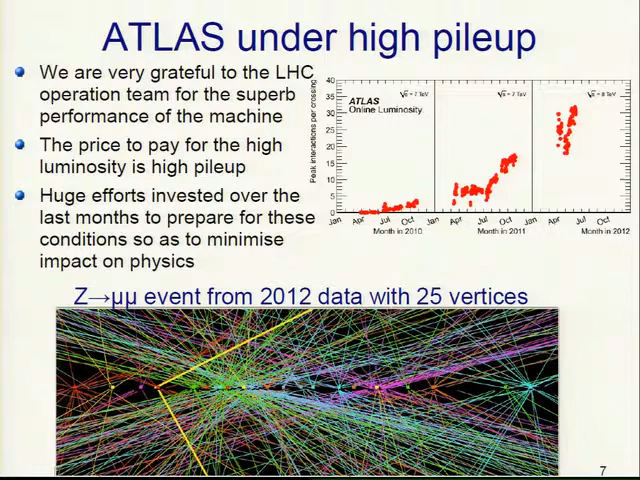 ATLAS under high pileup
We are very grateful to the LHC
operation team for the superb
performance of the machine
The price to pay for the high
luminosity is high pileup
Huge efforts invested over the
last months to prepare for these
conditions so as to minimise
impact on physics
Peak interactions per crossing
40
35
30
25
20
15
10
5
0
ATLAS
Online Luminosity
√s = 7 TeV
√s = 7 TeV
√s = 8 TeV
Jan Apr Jul Oct Jan Apr Jul Oct Jan Apr Jul Oct
Month in 2010 Month in 2011 Month in 2012
Z→μμ event from 2012 data with 25 vertices
7